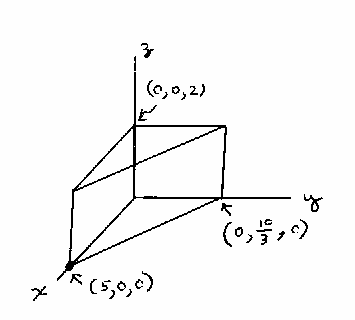 z
(0,0,2)
y
(0,10/3,0)
(5,0,0)
x